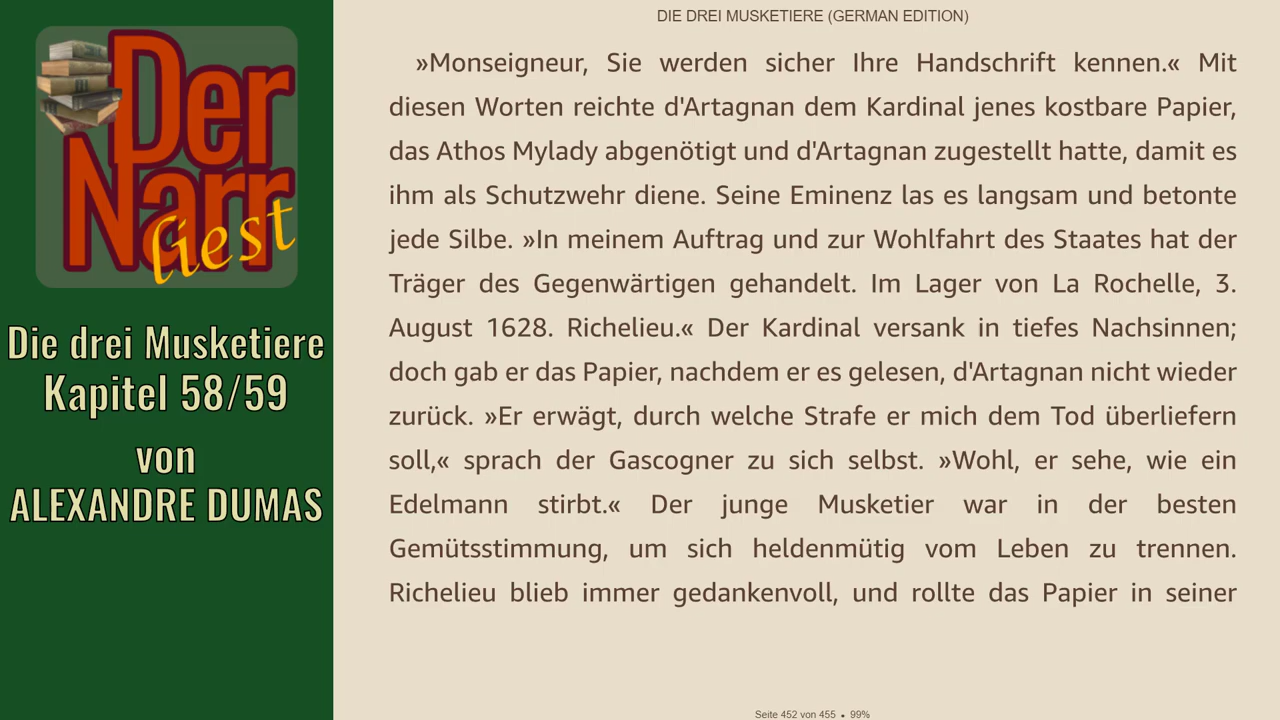 Der
Narr
liest
Die drei Musketiere
Kapitel 58/59
von
ALEXANDRE DUMAS
DIE DREI MUSKETIERE (GERMAN EDITION)
»Monseigneur, Sie werden sicher Ihre Handschrift kennen.« Mit
diesen Worten reichte d'Artagnan dem Kardinal jenes kostbare Papier,
das Athos Mylady abgenötigt und d'Artagnan zugestellt hatte, damit es
ihm als Schutzwehr diene. Seine Eminenz las es langsam und betonte
jede Silbe. »In meinem Auftrag und zur Wohlfahrt des Staates hat der
Träger des Gegenwärtigen gehandelt. Im Lager von La Rochelle, 3.
August 1628. Richelieu.« Der Kardinal versank in tiefes Nachsinnen;
doch gab er das Papier, nachdem er es gelesen, d'Artagnan nicht wieder
zurück. »Er erwägt, durch welche Strafe er mich dem Tod überliefern
soll,« sprach der Gascogner zu sich selbst. »Wohl, er sehe, wie ein
Edelmann stirbt.« Der junge Musketier war in der besten
Gemütsstimmung, um sich heldenmütig vom Leben zu trennen.
Richelieu blieb immer gedankenvoll, und rollte das Papier in seiner
Seite 452 von 455 • 99%